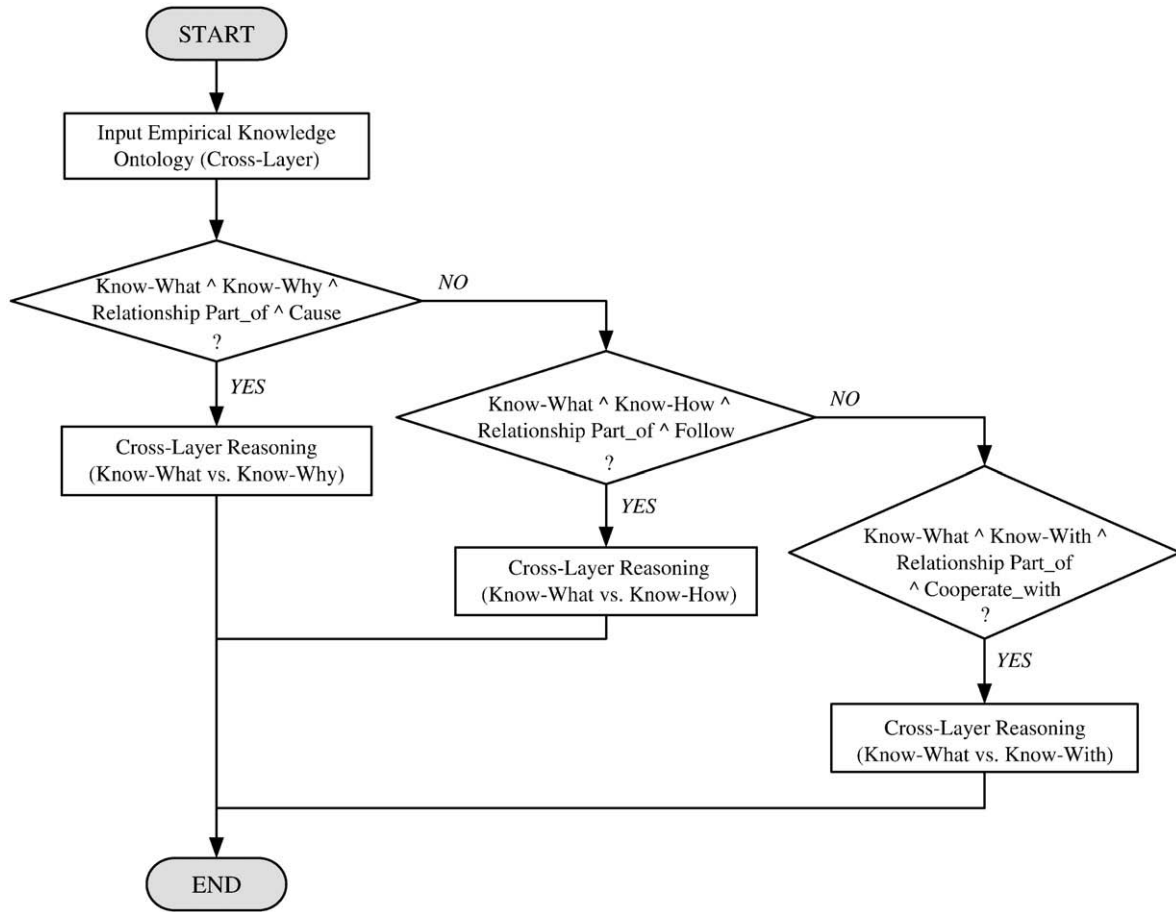 START
Input Empirical Knowledge
Ontology (Cross-Layer)
Know-What ^ Know-Why ^
Relationship Part_of ^ Cause
?
NO
YES
Cross-Layer Reasoning
(Know-What vs. Know-Why)
Know-What ^ Know-How ^
Relationship Part_of ^ Follow
?
NO
YES
Cross-Layer Reasoning
(Know-What vs. Know-How)
Know-What ^ Know-With ^
Relationship Part_of
^ Cooperate_with
?
YES
Cross-Layer Reasoning
(Know-What vs. Know-With)
END